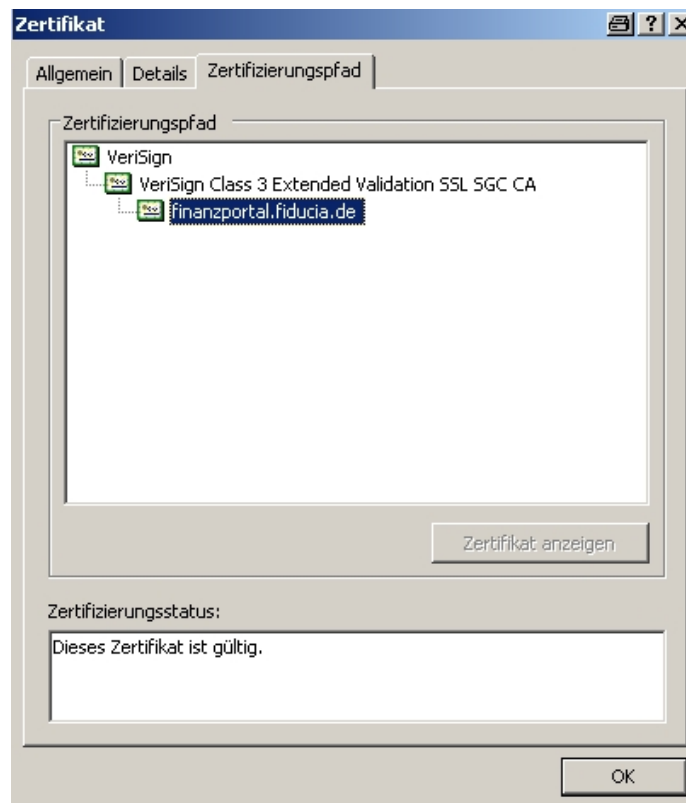 Zertifikat
Allgemein Details Zertifizierungspfad
Zertifizierungspfad
VeriSign
VeriSign Class 3 Extended Validation SSL SGC CA
finanzportal.fiducia.de
Zertifikat anzeigen
Zertifizierungsstatus:
Dieses Zertifikat ist gültig.
OK